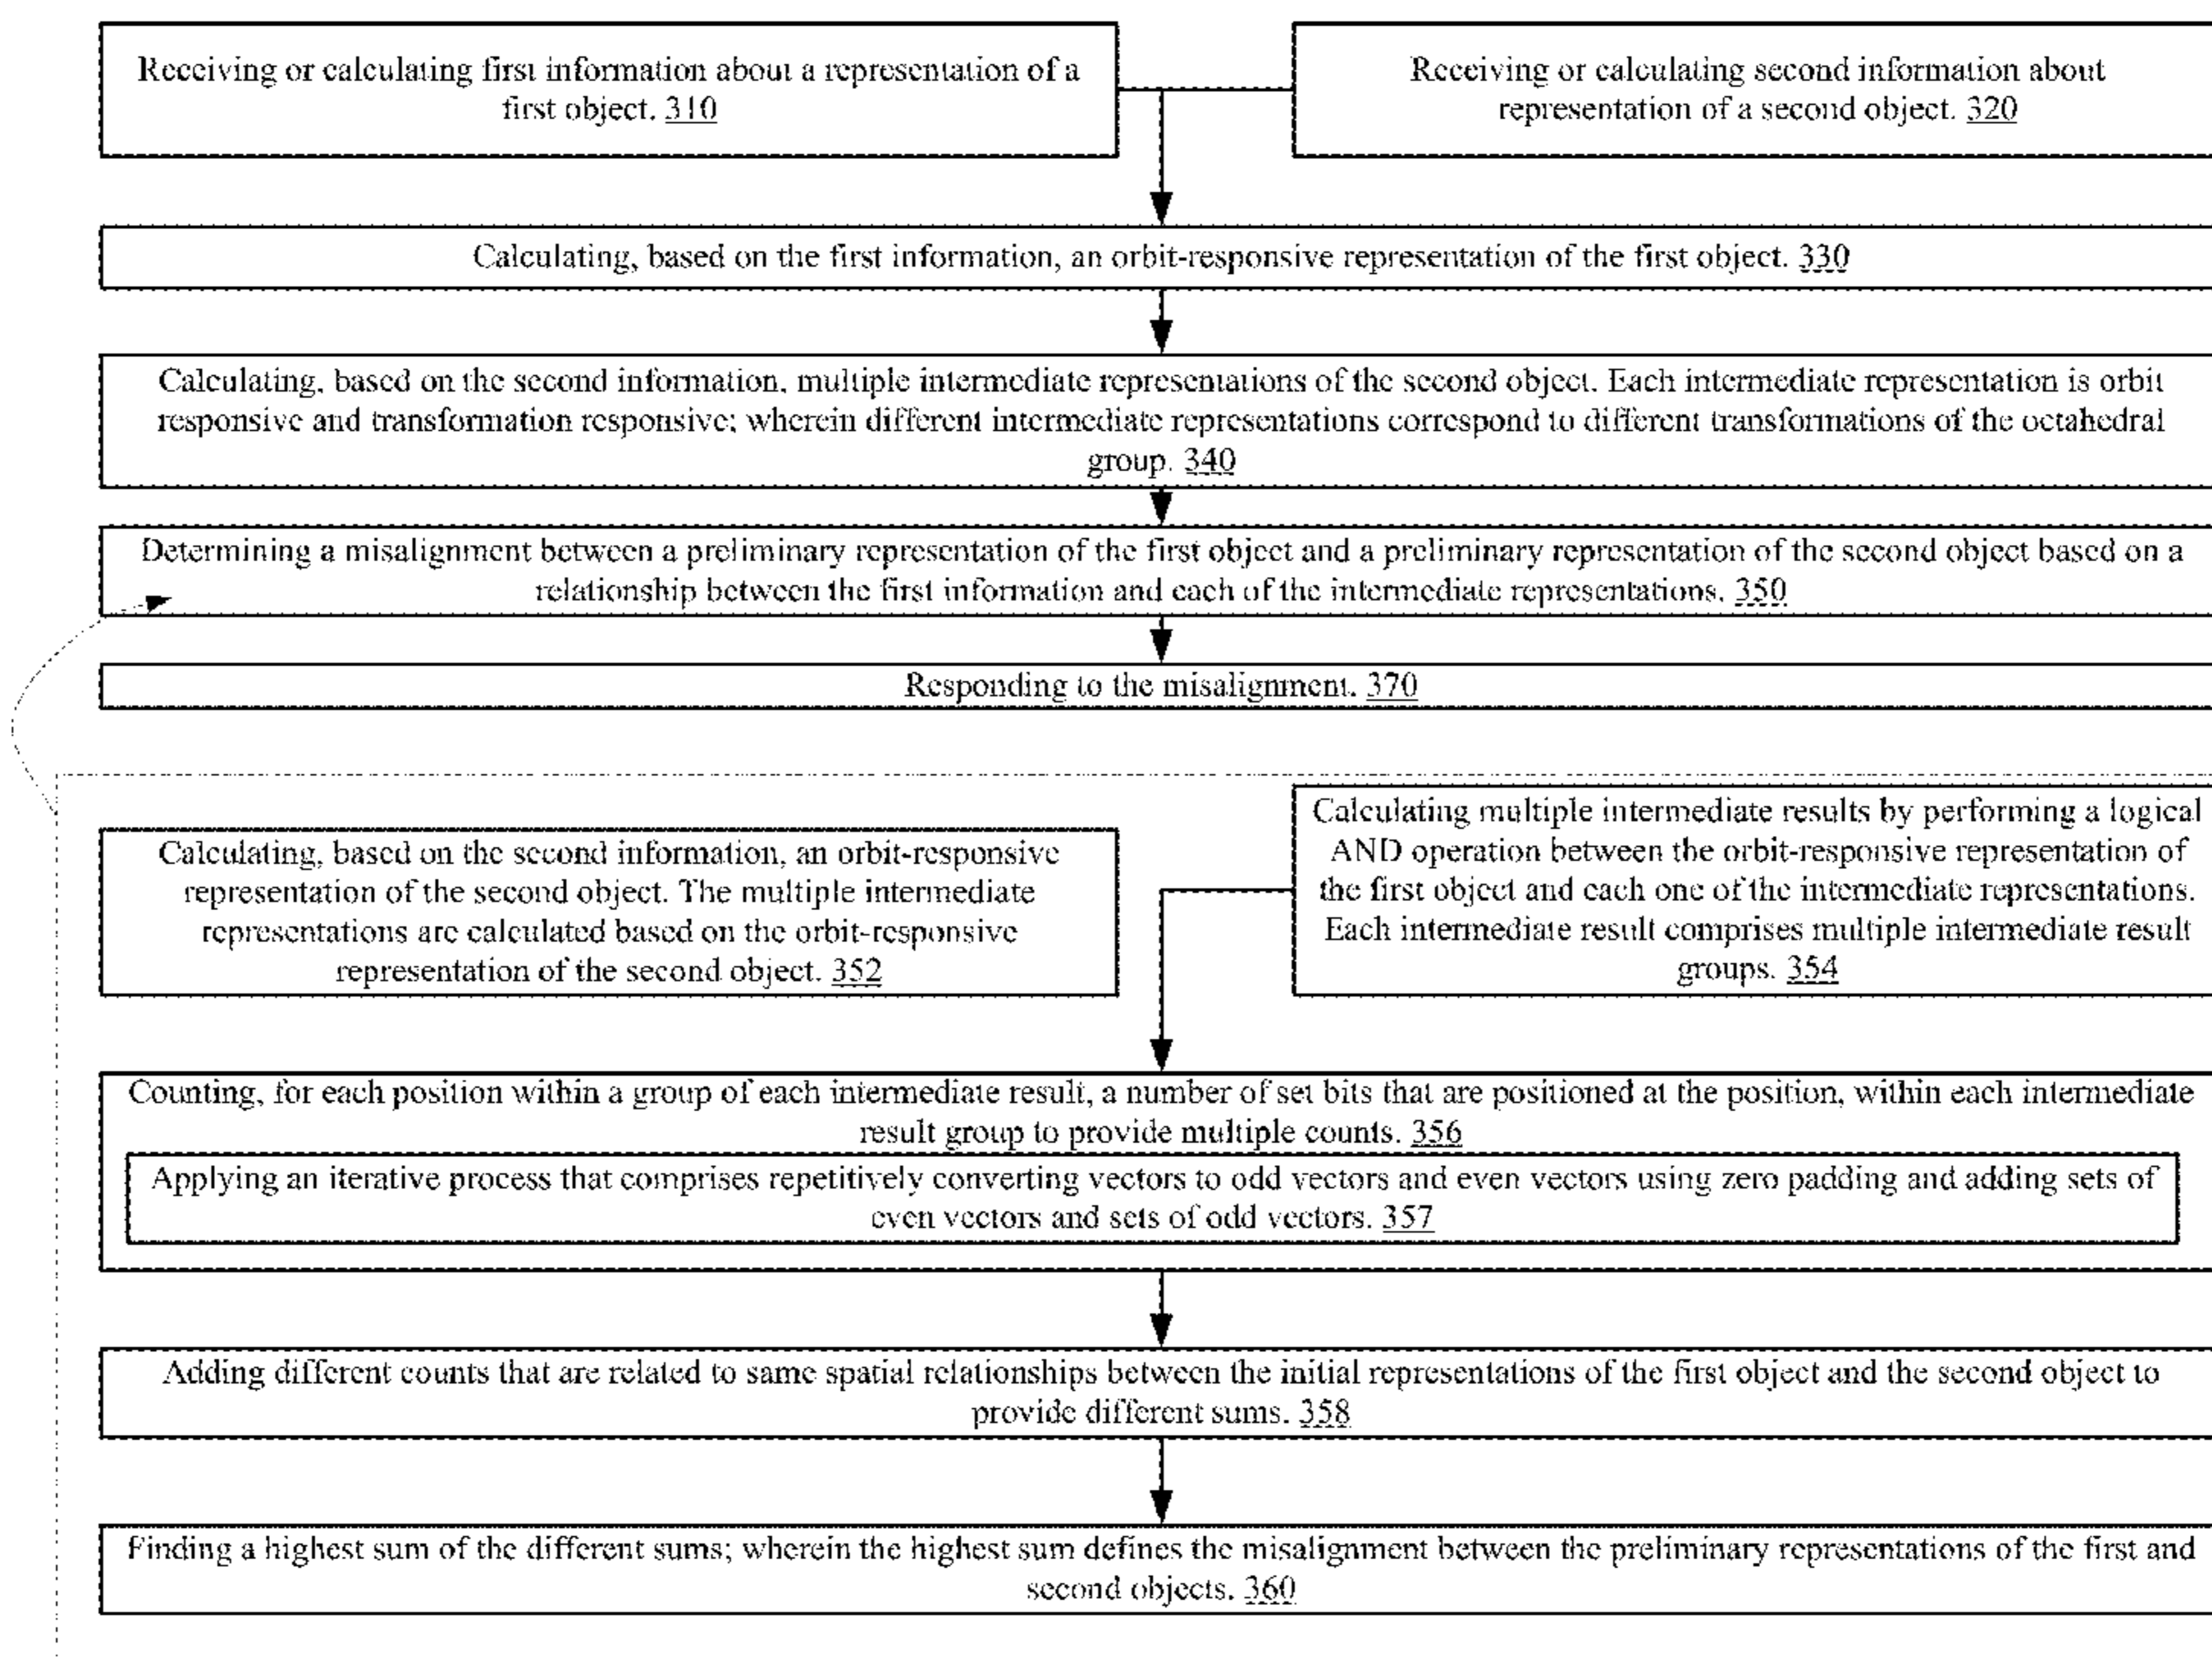 Receiving or calculating first information about a representation of a
first object. 310
Receiving or calculating second information about
representation of a second object. 320
Calculating, based on the first information, an orbit-responsive representation of the first object. 330
Calculating, based on the second information, multiple intermediate representations of the second object. Each intermediate representation is orbit
responsive and transformation responsive; wherein different intermediate representations correspond to different transformations of the octahedral
group. 340
Determining a misalignment between a preliminary representation of the first object and a preliminary representation of the second object based on a
relationship between the first information and each of the intermediate representations. 350
Responding to the misalignment. 370
Calculating, based on the second information, an orbit-responsive
representation of the second object. The multiple intermediate
representations are calculated based on the orbit-responsive
representation of the second object. 352
Calculating multiple intermediate results by performing a logical
AND operation between the orbit-responsive representation of
the first object and each one of the intermediate representations.
Each intermediate result comprises multiple intermediate result
groups. 354
Counting, for each position within a group of each intermediate result, a number of set bits that are positioned at the position, within each intermediate
result group to provide multiple counts. 356
Applying an iterative process that comprises repetitively converting vectors to odd vectors and even vectors using zero padding and adding sets of
even vectors and sets of odd vectors. 357
Adding different counts that are related to same spatial relationships between the initial representations of the first object and the second object to
provide different sums. 358
Finding a highest sum of the different sums; wherein the highest sum defines the misalignment between the preliminary representations of the first and
second objects. 360